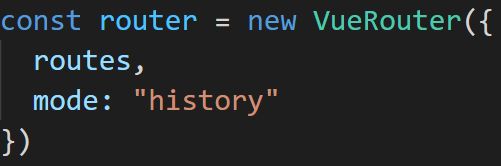 const router = new VueRouter({
  routes,
  mode: "history"
})